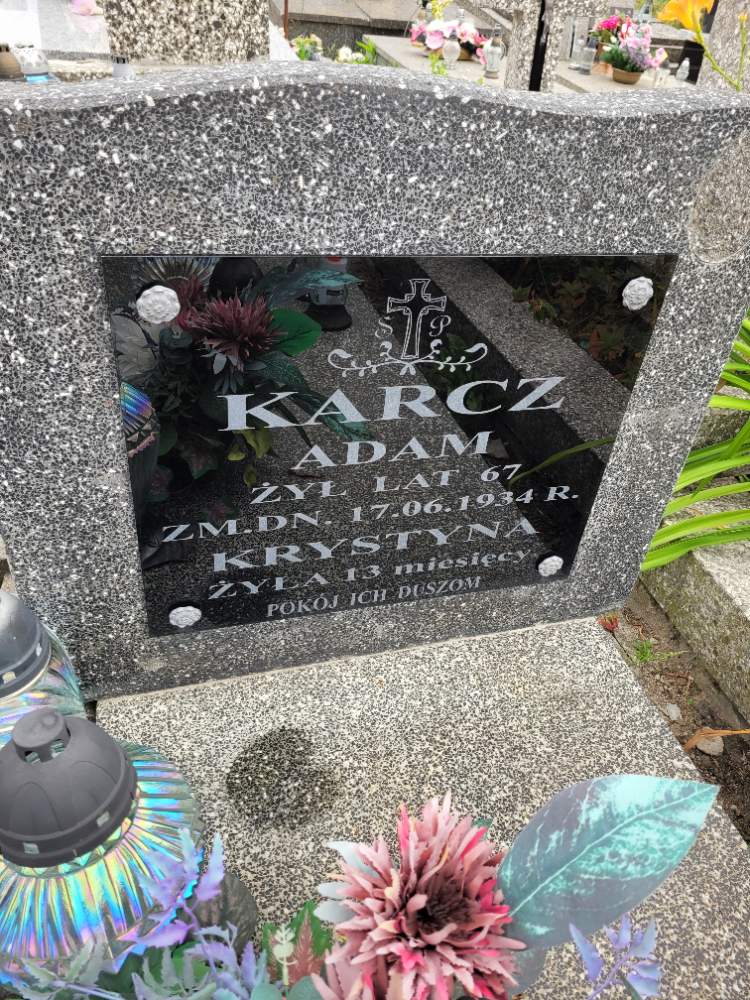 Ś P
KARCZ
ADAM
ŻYŁ LAT 67
ZM.DN. 17.06.1934 R.
KRYSTYNA
ŻYŁA 13 miesięcy
POKÓJ ICH DUSZOM